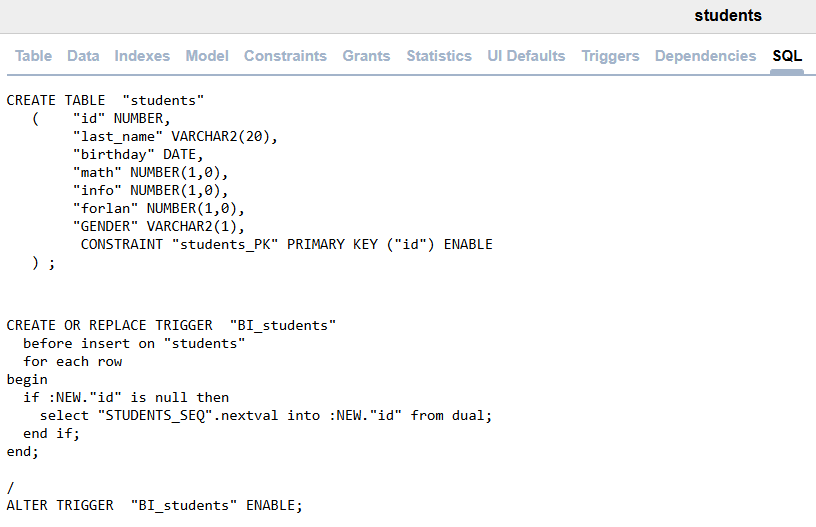 students
Table Data Indexes Model Constraints Grants Statistics UI Defaults Triggers Dependencies SQL
CREATE TABLE "students"
( "id" NUMBER,
"last_name" VARCHAR2(20),
"birthday" DATE,
"math" NUMBER(1,0),
"info" NUMBER(1,0),
"forlan" NUMBER(1,0),
"GENDER" VARCHAR2(1),
CONSTRAINT "students_PK" PRIMARY KEY ("id") ENABLE
) ;
CREATE OR REPLACE TRIGGER "BI_students"
before insert on "students"
for each row
begin
if :NEW."id" is null then
select "STUDENTS_SEQ".nextval into :NEW."id" from dual;
end if;
end;
/
ALTER TRIGGER "BI_students" ENABLE;